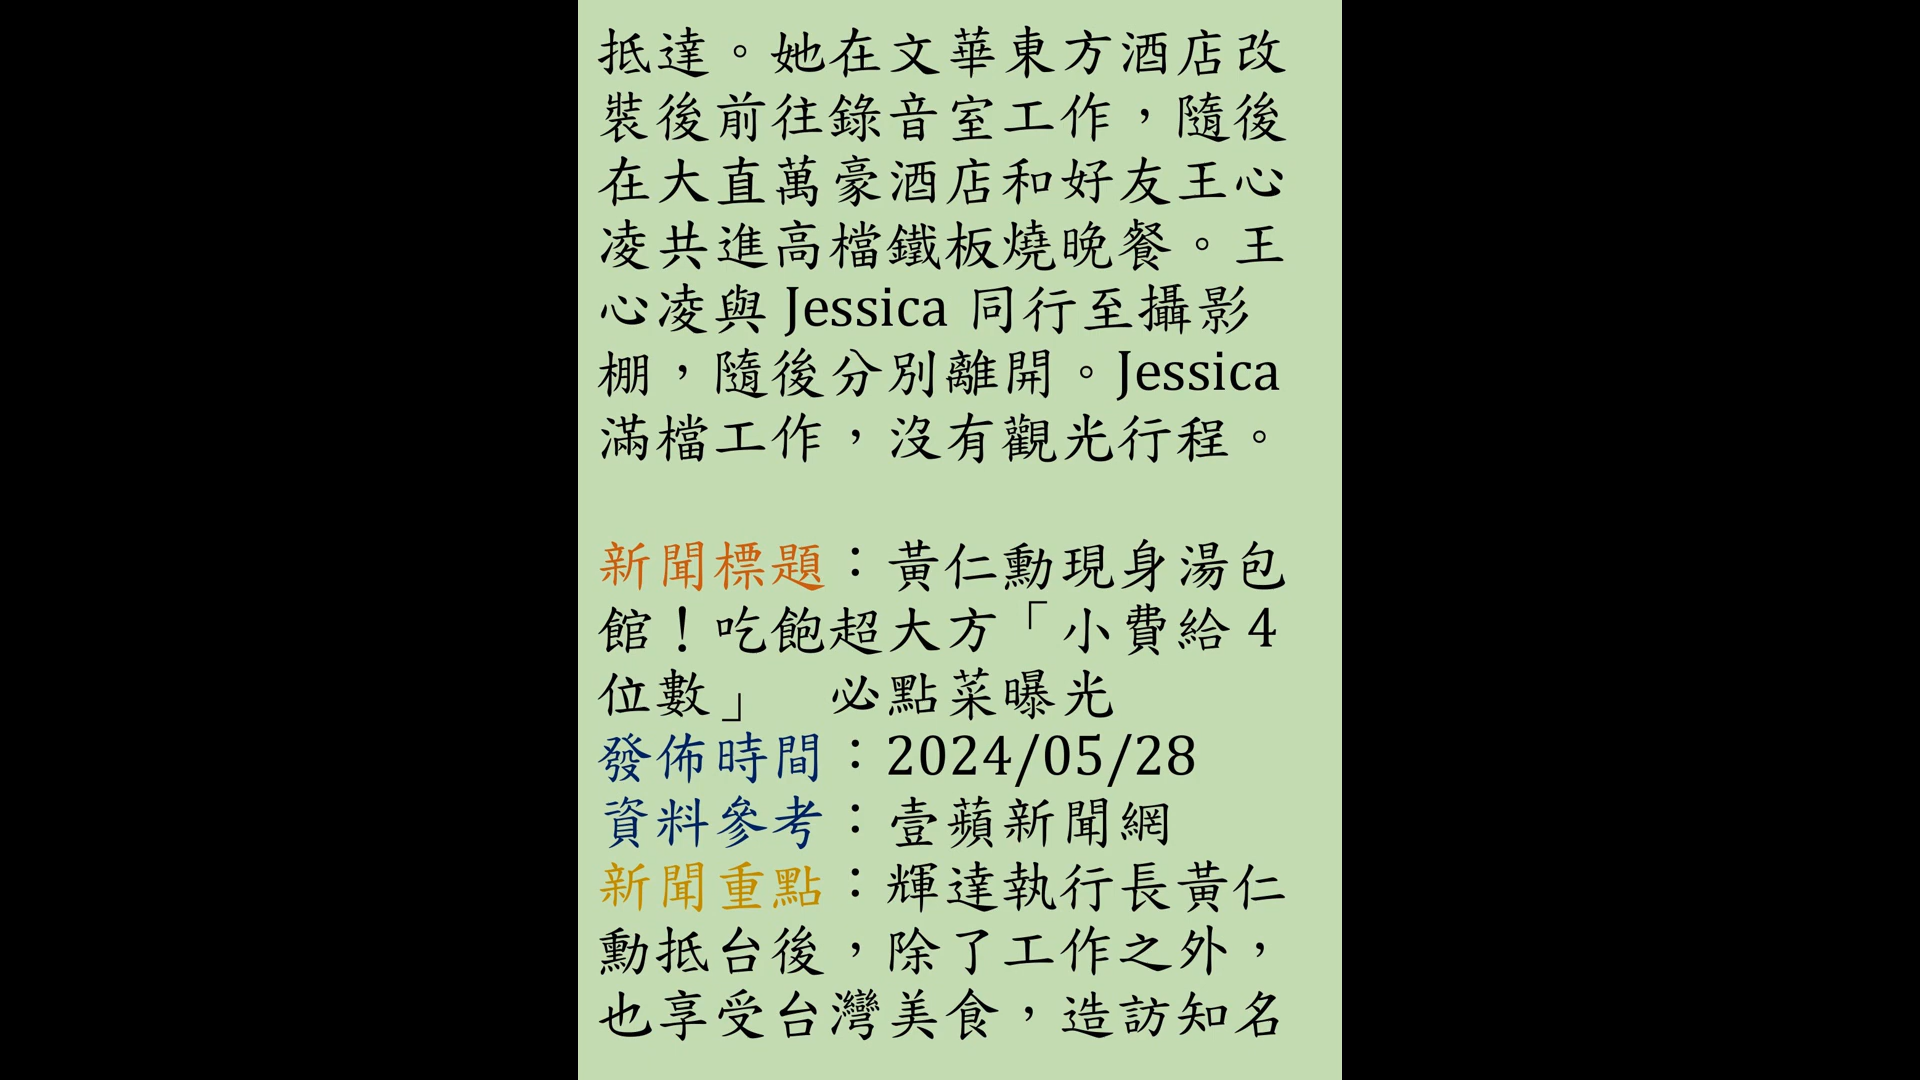 抵達。她在文華東方酒店改
裝後前往錄音室工作，隨後
在大直萬豪酒店和好友王心
凌共進高檔鐵板燒晚餐。王
心凌與 Jessica 同行至攝影
棚，隨後分別離開。Jessica
滿檔工作，沒有觀光行程。
新聞標題：黃仁勳現身湯包
館！吃飽超大方「小費給 4
位數」　必點菜曝光
發佈時間：2024/05/28
資料參考：壹蘋新聞網
新聞重點：輝達執行長黃仁
勳抵台後，除了工作之外，
也享受台灣美食，造訪知名